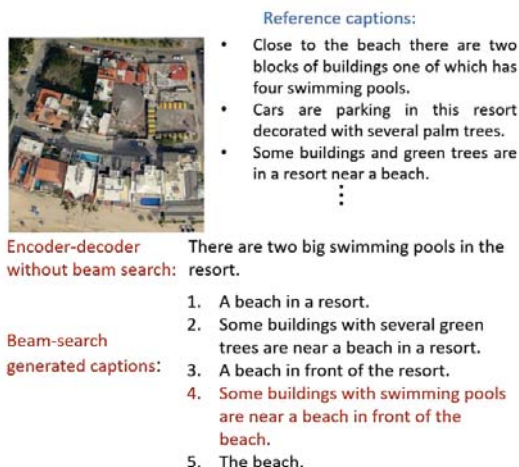 Reference captions:
• Close to the beach there are two
blocks of buildings one of which has
four swimming pools.
• Cars are parking in this resort
decorated with several palm trees.
• Some buildings and green trees are
in a resort near a beach.
⋮
Encoder-decoder
without beam search:
There are two big swimming pools in the
resort.
Beam-search
generated captions:
1. A beach in a resort.
2. Some buildings with several green
trees are near a beach in a resort.
3. A beach in front of the resort.
4. Some buildings with swimming pools
are near a beach in front of the
beach.
5. The beach.